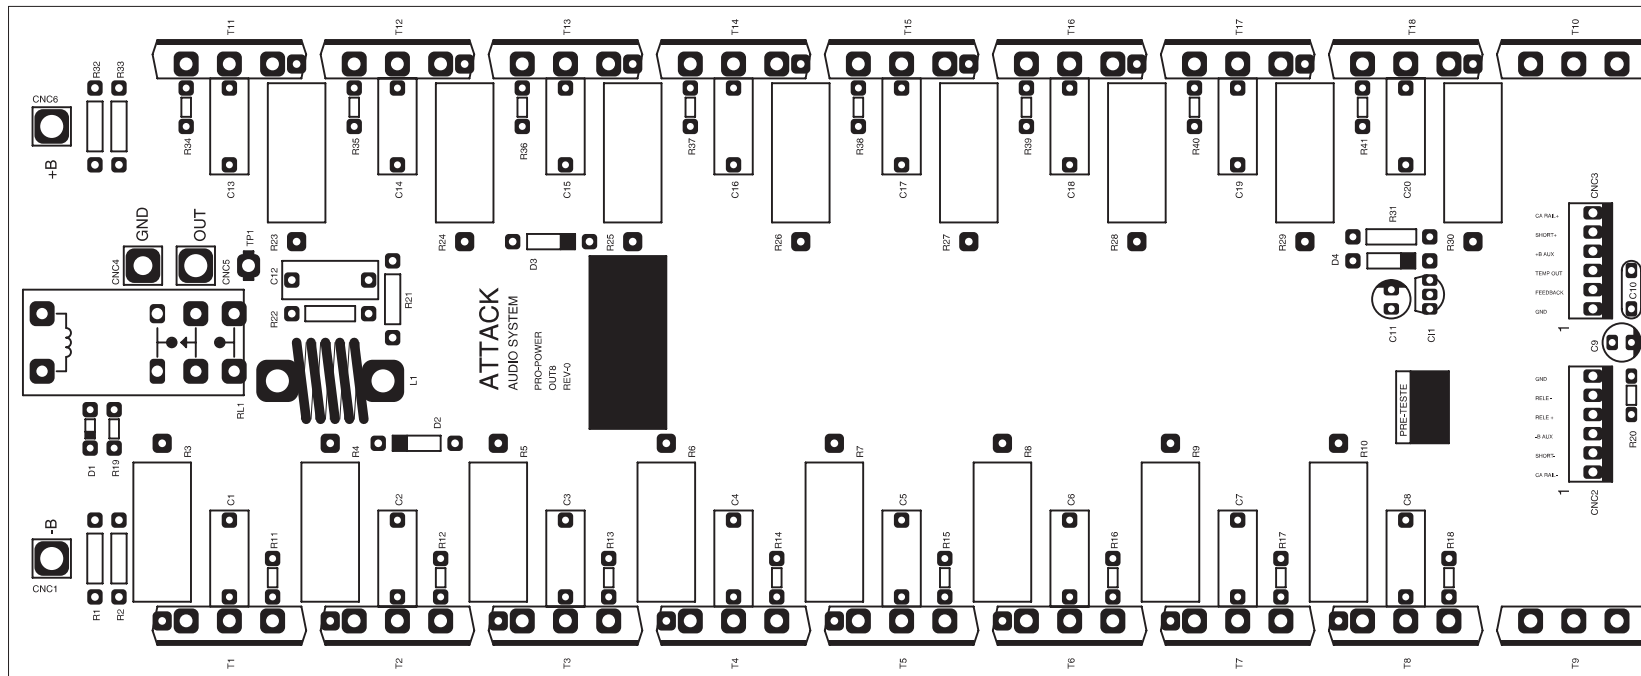 T11
T12
T13
T14
T15
T16
T17
T18
T10
R32
R33
CNC6
+B
R34
C13
R35
C14
R36
C15
R37
C16
R38
C17
R39
C18
R40
C19
R41
C20
CNC3
GND
OUT
TP1
CNC4
CNC5
R23
R24
R25
R26
R27
R28
R29
R30
R31
D3
D4
C12
R21
R22
C11
CI1
C10
C9
CA RAIL+
SHORT+
+B AUX
TEMP OUT
FEEDBACK
GND
1
ATTACK
AUDIO SYSTEM
PRO-POWER
OUT8
REV-0
L1
RL1
PRE-TESTE
GND
RELE -
RELE +
-B AUX
SHORT-
CA RAIL-
1
CNC2
R20
D1
R19
D2
R3
R4
R5
R6
R7
R8
R9
R10
-B
CNC1
R1
R2
C1
R11
C2
R12
C3
R13
C4
R14
C5
R15
C6
R16
C7
R17
C8
R18
T1
T2
T3
T4
T5
T6
T7
T8
T9